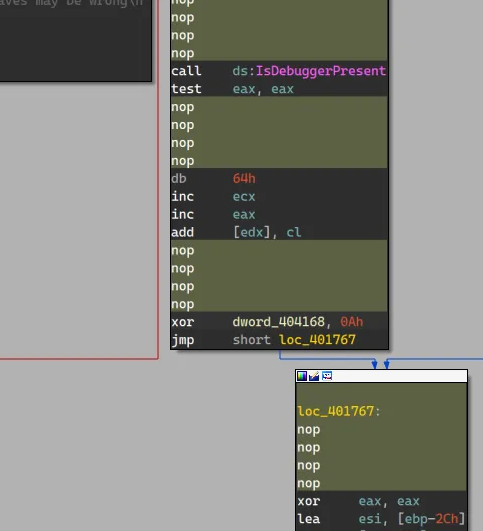 aves may be wrong\n
nop
nop
nop
nop
call ds:IsDebuggerPresent
test eax, eax
nop
nop
nop
nop
db 64h
inc ecx
inc eax
add [edx], cl
nop
nop
nop
nop
xor dword_404168, 0Ah
jmp short loc_401767
loc_401767:
nop
nop
nop
nop
xor eax, eax
lea esi, [ebp-2Ch]